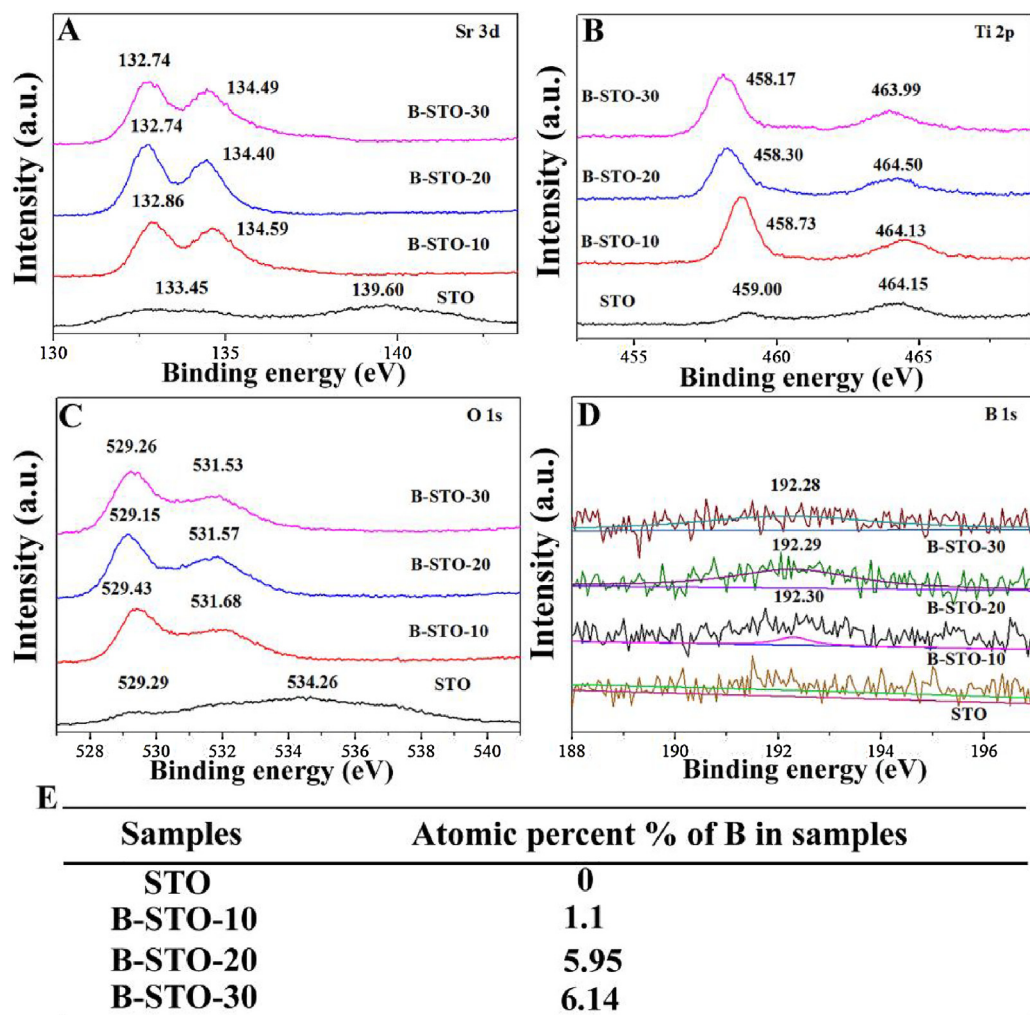 A
Sr 3d
132.74
134.49
B-STO-30
132.74
134.40
B-STO-20
132.86
134.59
B-STO-10
133.45
139.60
STO
130 135 140
Binding energy (eV)
Intensity (a.u.)
B
Ti 2p
458.17
463.99
B-STO-30
458.30
464.50
B-STO-20
458.73
464.13
B-STO-10
459.00
464.15
STO
455 460 465
Binding energy (eV)
Intensity (a.u.)
C
O 1s
529.26
531.53
B-STO-30
529.15
531.57
B-STO-20
529.43
531.68
B-STO-10
529.29
534.26
STO
528 530 532 534 536 538 540
Binding energy (eV)
Intensity (a.u.)
D
B 1s
192.28
B-STO-30
192.29
B-STO-20
192.30
B-STO-10
STO
188 190 192 194 196
Binding energy (eV)
Intensity (a.u.)
E
Samples Atomic percent % of B in samples
STO 0
B-STO-10 1.1
B-STO-20 5.95
B-STO-30 6.14